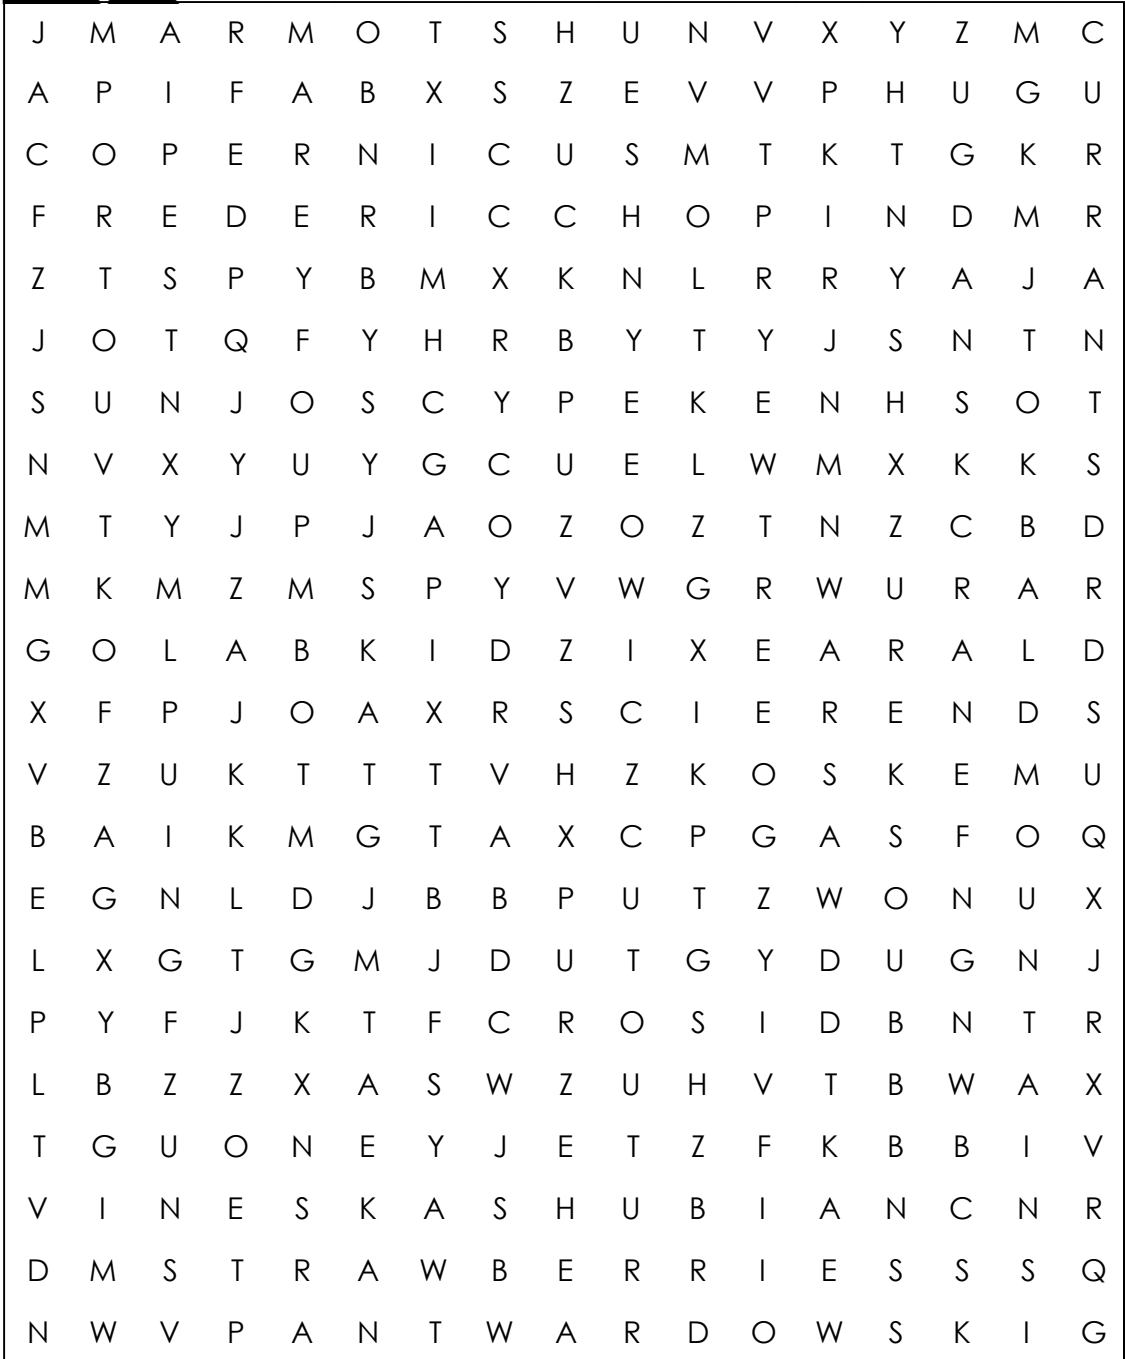 J M A R M O T S H U N V X Y Z M C
A P I F A B X S Z E V V P H U G U
C O P E R N I C U S M T K T G K R
F R E D E R I C C H O P I N D M R
Z T S P Y B M X K N L R R Y A J A
J O T Q F Y H R B Y T Y J S N T N
S U N J O S C Y P E K E N H S O T
N V X Y U Y G C U E L W M X K K S
M T Y J P J A O Z O Z T N Z C B D
M K M Z M S P Y V W G R W U R A R
G O L A B K I D Z I X E A R A L D
X F P J O A X R S C I E R E N D S
V Z U K T T T V H Z K O S K E M U
B A I K M G T A X C P G A S F O Q
E G N L D J B B P U T Z W O N U X
L X G T G M J D U T G Y D U G N J
P Y F J K T F C R O S I D B N T R
L B Z Z X A S W Z U H V T B W A X
T G U O N E Y J E T Z F K B B I V
V I N E S K A S H U B I A N C N R
D M S T R A W B E R R I E S S S Q
N W V P A N T W A R D O W S K I G